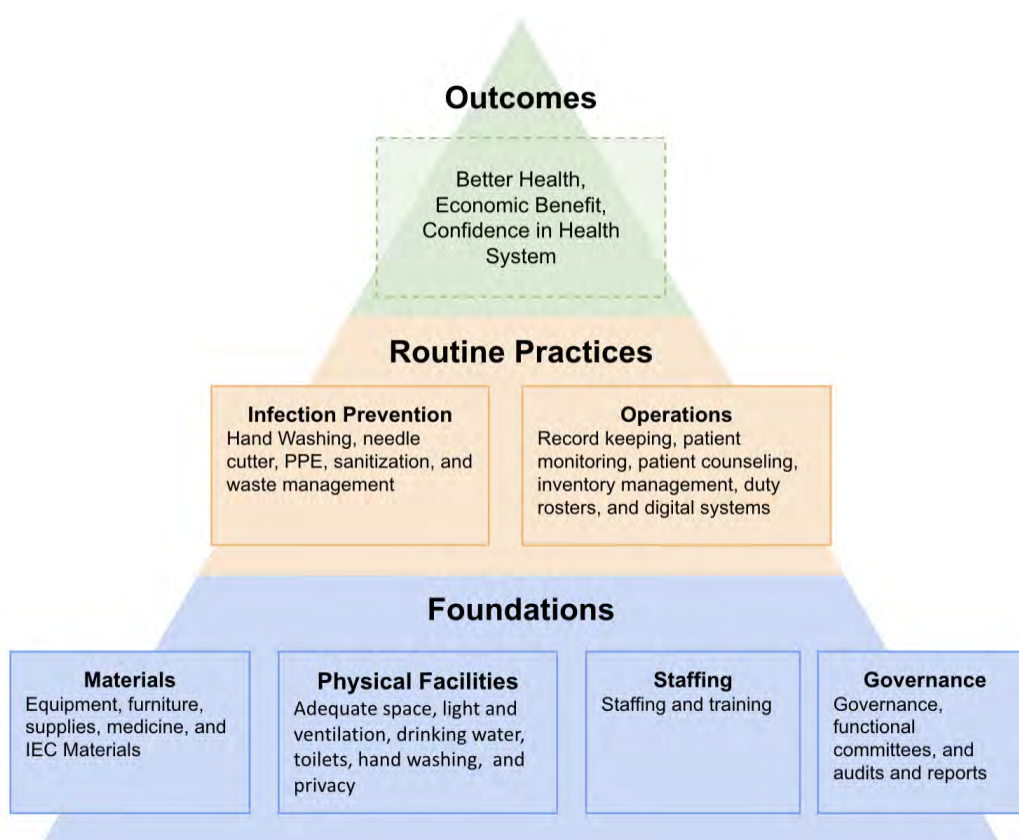 Outcomes
Better Health,
Economic Benefit,
Confidence in Health
System
Routine Practices
Infection Prevention
Hand Washing, needle
cutter, PPE, sanitization, and
waste management
Operations
Record keeping, patient
monitoring, patient counseling,
inventory management, duty
rosters, and digital systems
Foundations
Materials
Equipment, furniture,
supplies, medicine, and
IEC Materials
Physical Facilities
Adequate space, light and
ventilation, drinking water,
toilets, hand washing,  and
privacy
Staffing
Staffing and training
Governance
Governance,
functional
committees, and
audits and reports